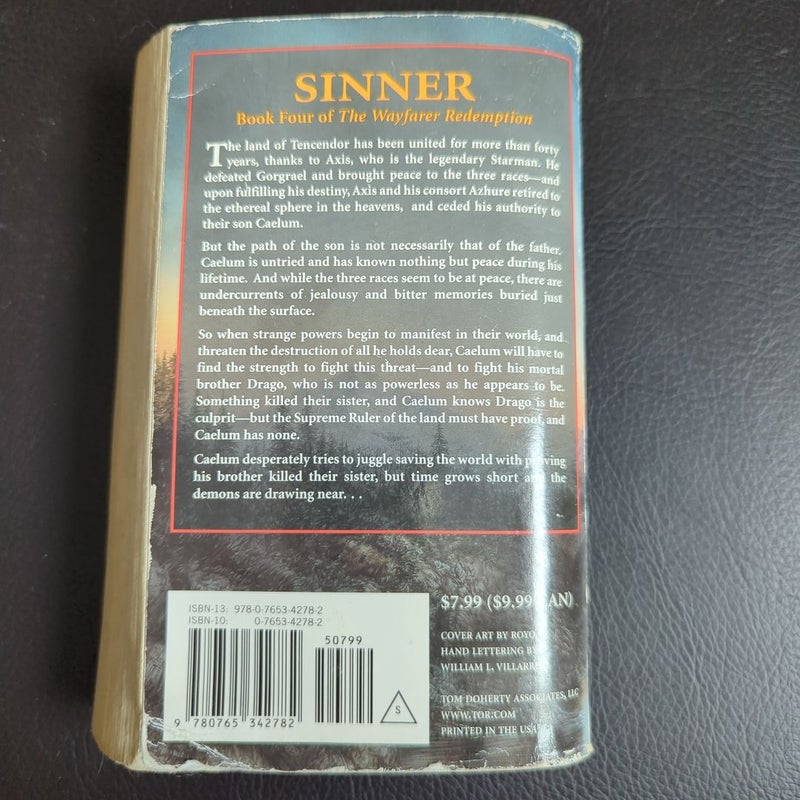 SINNER
Book Four of The Wayfarer Redemption
The land of Tencendor has been united for more than forty
years, thanks to Axis, who is the legendary Starman. He
defeated Gorgrael and brought peace to the three races—and
upon fulfilling his destiny, Axis and his consort Azhure retired to
the ethereal sphere in the heavens, and ceded his authority to
their son Caelum.
But the path of the son is not necessarily that of the father.
Caelum is untried and has known nothing but peace during his
lifetime. And while the three races seem to be at peace, there are
undercurrents of jealousy and bitter memories buried just
beneath the surface.
So when strange powers begin to manifest in their world, and
threaten the destruction of all he holds dear, Caelum will have to
find the strength to fight this threat—and to fight his mortal
brother Drago, who is not as powerless as he appears to be.
Something killed their sister, and Caelum knows Drago is the
culprit—but the Supreme Ruler of the land must have proof, and
Caelum has none.
Caelum desperately tries to juggle saving the world with proving
his brother killed their sister, but time grows short and the
demons are drawing near. . .
ISBN-13: 978-0-7653-4278-2
ISBN-10: 0-7653-4278-2
50799
9 780765 342782
S
$7.99 ($9.99 CAN)
COVER ART BY ROYO
HAND LETTERING BY
WILLIAM L.
TOM DOHERTY ASSOCIATES, LLC
WWW.TOR.COM
PRINTED IN THE USA